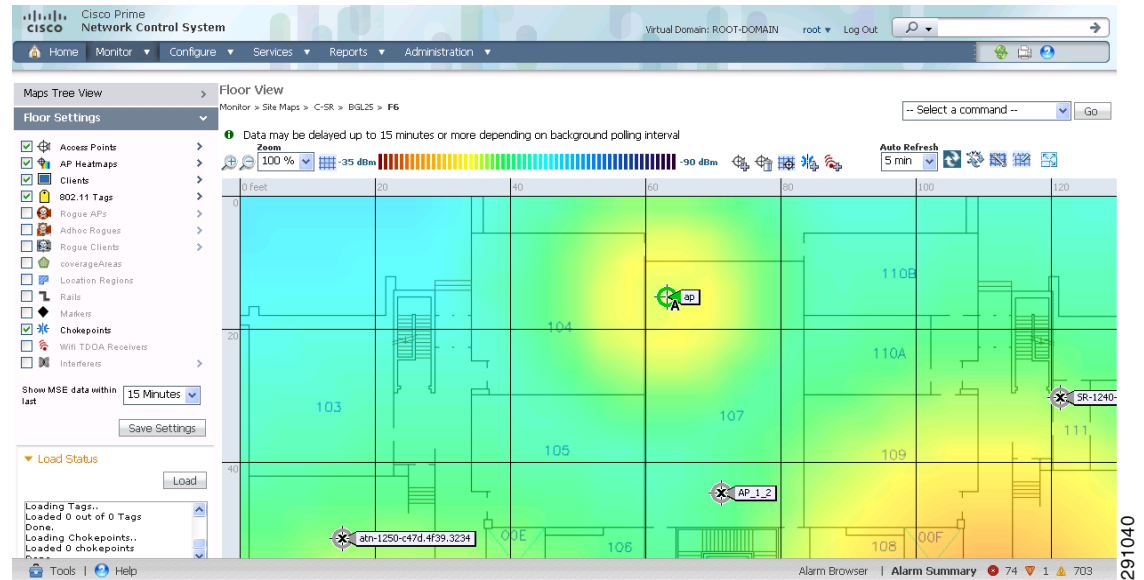 Cisco Prime
CISCO Network Control System
Virtual Domain: ROOT-DOMAIN root Log Out
Home Monitor Configure Services Reports Administration
Maps Tree View
Floor View
Monitor > Site Maps > C-SR > BGL25 > F6
Floor Settings
-- Select a command -- Go
Data may be delayed up to 15 minutes or more depending on background polling interval
Zoom
100 %
-35 dBm
-90 dBm
Auto Refresh
5 min
Access Points
AP Heatmaps
Clients
802.11 Tags
Rogue APs
Adhoc Rogues
Rogue Clients
coverageAreas
Location Regions
Rails
Markers
Chokepoints
Wifi TDOA Receivers
Interferers
Show MSE data within last
15 Minutes
Save Settings
Load Status
Load
Loading Tags..
Loaded 0 out of 0 Tags
Done.
Loading Chokepoints..
Loaded 0 chokepoints
0 feet 20 40 60 80 100 120
0
110B
ap
A
20
104
110A
103
107
SR-1240-
111
105
109
40
AP_1_2
atn-1250-c47d.4f39.3234
00E
106
108
00F
Tools | Help
Alarm Browser | Alarm Summary 74 1 703
291040